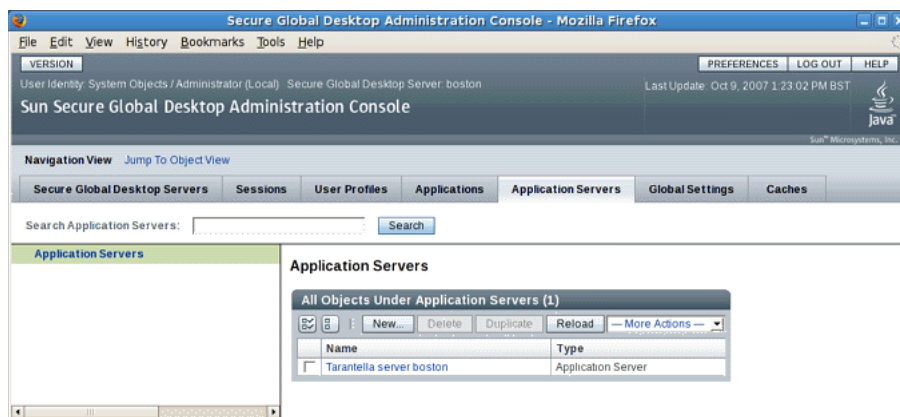 Secure Global Desktop Administration Console - Mozilla Firefox
File Edit View History Bookmarks Tools Help
VERSION PREFERENCES LOG OUT HELP
User Identity: System Objects / Administrator (Local) Secure Global Desktop Server: boston Last Update: Oct 9, 2007 1:23:02 PM BST
Sun Secure Global Desktop Administration Console
Java
Sun™ Microsystems, Inc.
Navigation View Jump To Object View
Secure Global Desktop Servers Sessions User Profiles Applications Application Servers Global Settings Caches
Search Application Servers: Search
Application Servers
Application Servers
All Objects Under Application Servers (1)
New... Delete Duplicate Reload — More Actions —
Name Type
Tarantella server boston Application Server